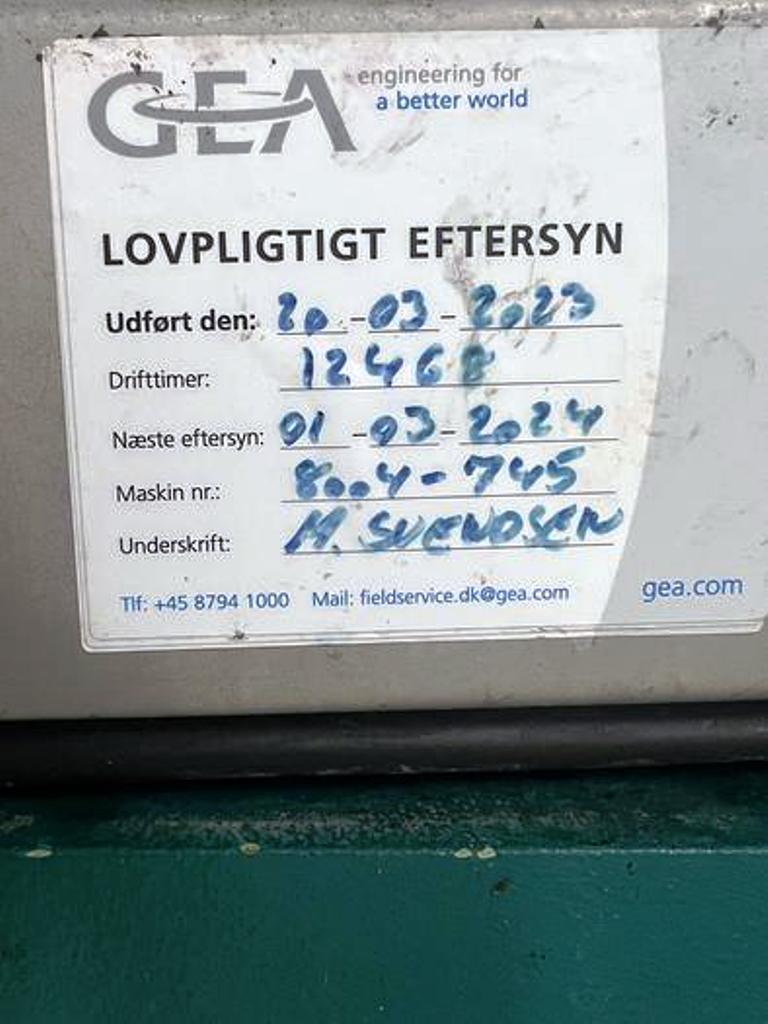 GEA engineering for
a better world
LOVPLIGTIGT EFTERSYN
Udført den: 20-03-2023
Drifttimer: 12468
Næste eftersyn: 01-03-2024
Maskin nr.: 8004-745
Underskrift: M. SVENDSEN
Tlf: +45 8794 1000 Mail: fieldservice.dk@gea.com gea.com